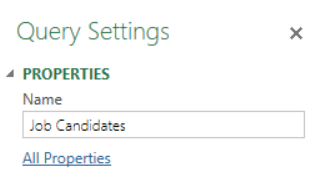 Query Settings
PROPERTIES
Name
Job Candidates
All Properties